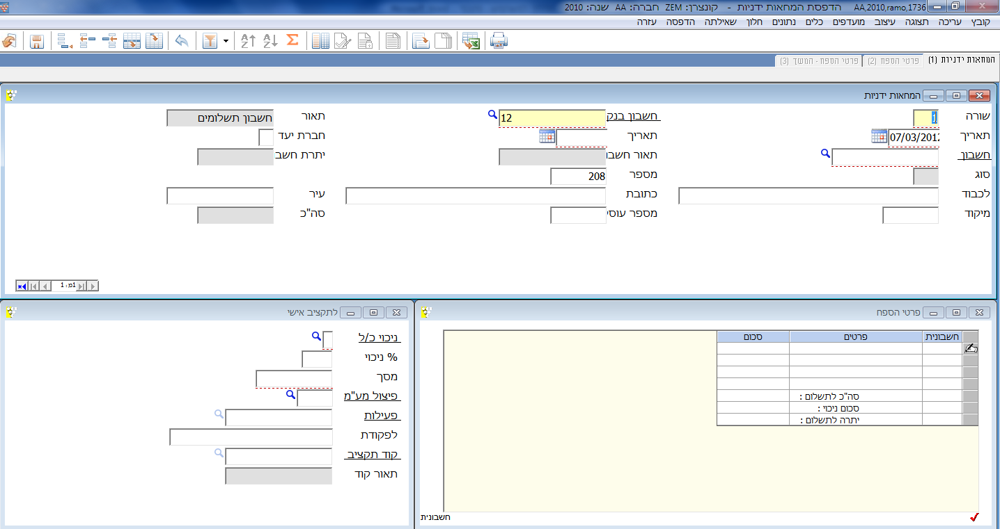 AA,2010,ramo,1736 הדפסת המחאות ידניות - קונצרן: ZEM חברה: AA שנה: 2010
קובץ עריכה תצוגה עיצוב מועדפים כלים נתונים חלון שאילתה הדפסה עזרה
המחאות ידניות (1) פרטי הספח (2) פרטי הספח - המשך (3)
המחאות ידניות
שורה 1 חשבון בנק 12 תאור חשבון תשלומים
תאריך 07/03/2012 תאריך חברת יעד
חשבון תאור חשבו יתרת חשב
סוג מספר 208
לכבוד כתובת עיר
מיקוד מספר עוסי סה"כ
1מ:1
פרטי הספח
חשבונית פרטים סכום
סה"כ לתשלום :
סכום ניכוי :
יתרה לתשלום :
חשבונית
לתקציב אישי
ניכוי כ/ל
% ניכוי
מסך
פיצול מע"מ
פעילות
לפקודת
קוד תקציב
תאור קוד